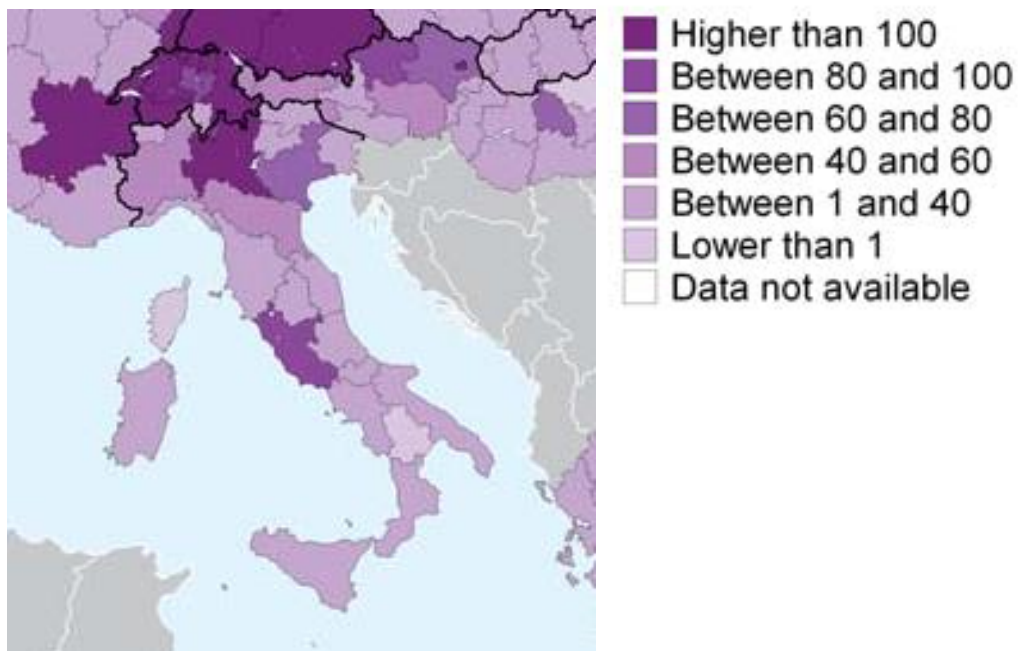 Higher than 100
Between 80 and 100
Between 60 and 80
Between 40 and 60
Between 1 and 40
Lower than 1
Data not available